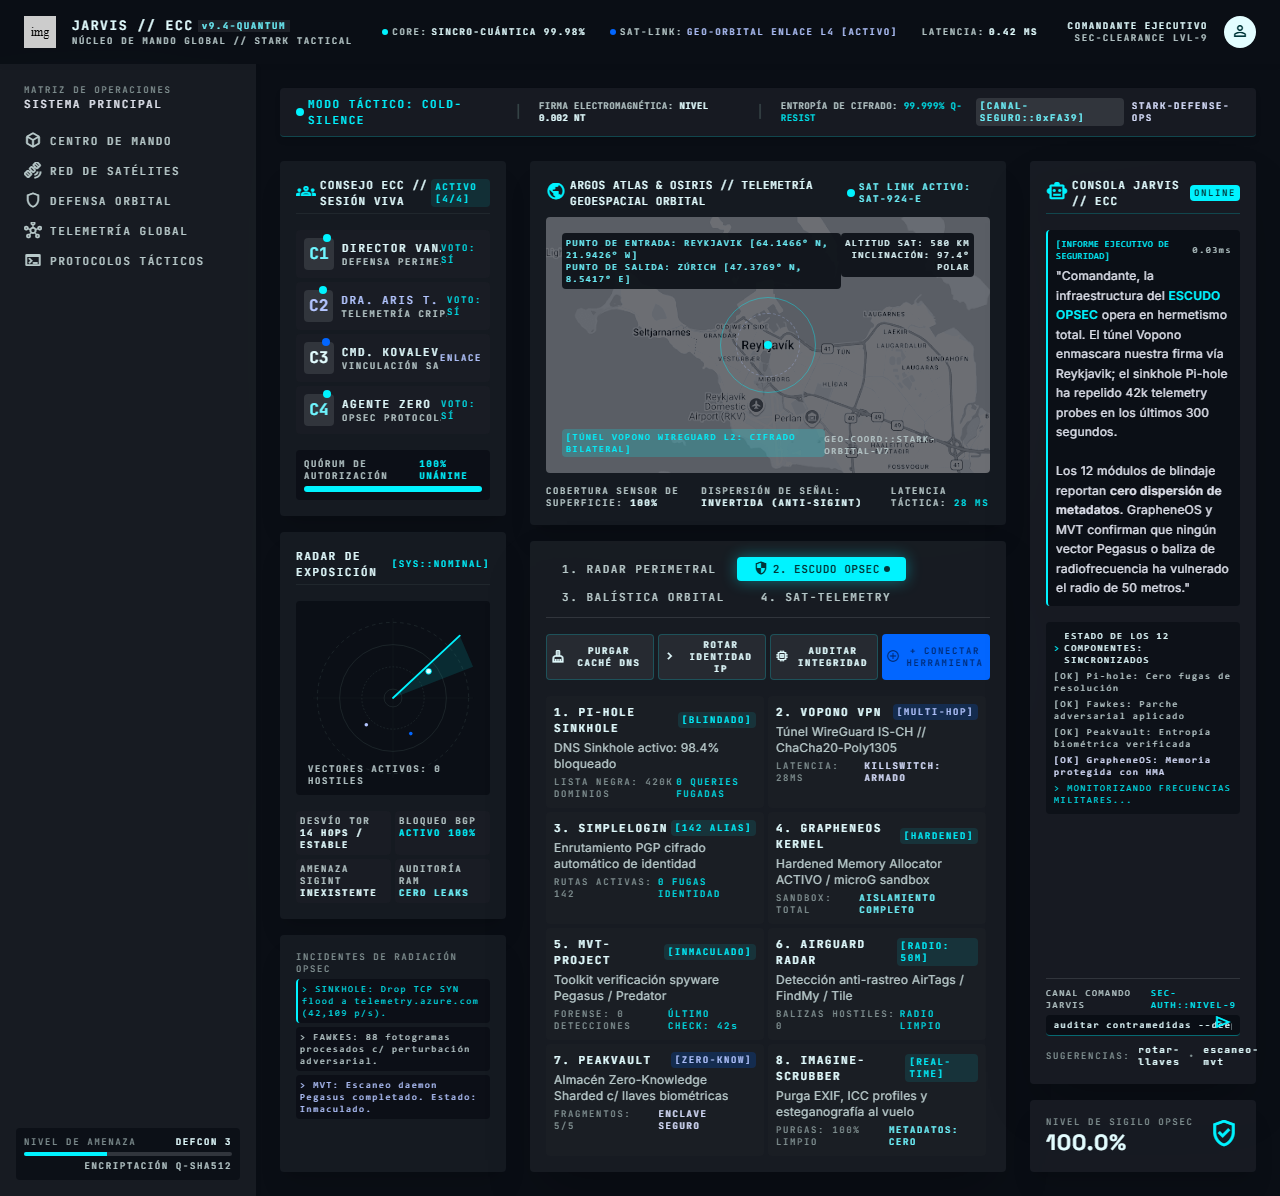 img
JARVIS // ECC v9.4-QUANTUM
NÚCLEO DE MANDO GLOBAL // STARK TACTICAL
CORE: SINCRO-CUÁNTICA 99.98%
SAT-LINK: GEO-ORBITAL ENLACE L4 [ACTIVO]
LATENCIA: 0.42 MS
COMANDANTE EJECUTIVO
SEC-CLEARANCE LVL-9
MATRIZ DE OPERACIONES
SISTEMA PRINCIPAL
CENTRO DE MANDO
RED DE SATÉLITES
DEFENSA ORBITAL
TELEMETRÍA GLOBAL
PROTOCOLOS TÁCTICOS
NIVEL DE AMENAZA DEFCON 3
ENCRIPTACIÓN Q-SHA512
MODO TÁCTICO: COLD-
SILENCE
FIRMA ELECTROMAGNÉTICA: NIVEL
0.002 NT
ENTROPÍA DE CIFRADO: 99.999% Q-
RESIST
[CANAL-
SEGURO::0xFA39]
STARK-DEFENSE-
OPS
CONSEJO ECC //
SESIÓN VIVA
ACTIVO
[4/4]
C1
DIRECTOR VAN
DEFENSA PERIME
VOTO:
SÍ
C2
DRA. ARIS T.
TELEMETRÍA CRIP
VOTO:
SÍ
C3
CMD. KOVALEV
VINCULACIÓN SA
ENLACE
C4
AGENTE ZERO
OPSEC PROTOCOL
VOTO:
SÍ
QUÓRUM DE
AUTORIZACIÓN
100%
UNÁNIME
RADAR DE
EXPOSICIÓN
[SYS::NOMINAL]
VECTORES ACTIVOS: 0
HOSTILES
DESVÍO TOR
14 HOPS /
ESTABLE
BLOQUEO BGP
ACTIVO 100%
AMENAZA
SIGINT
INEXISTENTE
AUDITORÍA
RAM
CERO LEAKS
INCIDENTES DE RADIACIÓN
OPSEC
> SINKHOLE: Drop TCP SYN
flood a telemetry.azure.com
(42,109 p/s).
> FAWKES: 88 fotogramas
procesados c/ perturbación
adversarial.
> MVT: Escaneo daemon
Pegasus completado. Estado:
Inmaculado.
ARGOS ATLAS & OSIRIS // TELEMETRÍA
GEOESPACIAL ORBITAL
SAT LINK ACTIVO:
SAT-924-E
PUNTO DE ENTRADA: REYKJAVIK [64.1466° N,
21.9426° W]
PUNTO DE SALIDA: ZÚRICH [47.3769° N,
8.5417° E]
ALTITUD SAT: 580 KM
INCLINACIÓN: 97.4°
POLAR
Seltjarnarnes
OLD WEST SIDE
GRANDAR
VESTURBÆR
Reykjavík
MIÐBORG
41
TÚN
LAUGARNES
LAEKIR
LAUGARDALUR
LAUGARAS
SUNDAHÖFN
HLÍÐAR
Reykjavik
Domestic
Airport (RKV)
Perlan
40
49
41
FOSSVOGUR
[TÚNEL VOPONO WIREGUARD L2: CIFRADO
BILATERAL]
GEO-COORD::STARK-
ORBITAL-V7
COBERTURA SENSOR DE
SUPERFICIE: 100%
DISPERSIÓN DE SEÑAL:
INVERTIDA (ANTI-SIGINT)
LATENCIA
TÁCTICA: 28 MS
1. RADAR PERIMETRAL
2. ESCUDO OPSEC
3. BALÍSTICA ORBITAL
4. SAT-TELEMETRY
PURGAR
CACHÉ DNS
ROTAR
IDENTIDAD
IP
AUDITAR
INTEGRIDAD
+ CONECTAR
HERRAMIENTA
1. PI-HOLE
SINKHOLE
[BLINDADO]
DNS Sinkhole activo: 98.4%
bloqueado
LISTA NEGRA: 420K
DOMINIOS
0 QUERIES
FUGADAS
2. VOPONO VPN [MULTI-HOP]
Túnel WireGuard IS-CH //
ChaCha20-Poly1305
LATENCIA:
28MS
KILLSWITCH:
ARMADO
3. SIMPLELOGIN [142 ALIAS]
Enrutamiento PGP cifrado
automático de identidad
RUTAS ACTIVAS:
142
0 FUGAS
IDENTIDAD
4. GRAPHENEOS
KERNEL
[HARDENED]
Hardened Memory Allocator
ACTIVO / microG sandbox
SANDBOX:
TOTAL
AISLAMIENTO
COMPLETO
5. MVT-
PROJECT
[INMACULADO]
Toolkit verificación spyware
Pegasus / Predator
FORENSE: 0
DETECCIONES
ÚLTIMO
CHECK: 42s
6. AIRGUARD
RADAR
[RADIO:
50M]
Detección anti-rastreo AirTags /
FindMy / Tile
BALIZAS HOSTILES:
0
RADIO
LIMPIO
7. PEAKVAULT [ZERO-KNOW]
Almacén Zero-Knowledge
Sharded c/ llaves biométricas
FRAGMENTOS:
5/5
ENCLAVE
SEGURO
8. IMAGINE-
SCRUBBER
[REAL-
TIME]
Purga EXIF, ICC profiles y
esteganografía al vuelo
PURGAS: 100%
LIMPIO
METADATOS:
CERO
CONSOLA JARVIS
// ECC
ONLINE
[INFORME EJECUTIVO DE
SEGURIDAD]
0.03ms
"Comandante, la
infraestructura del ESCUDO
OPSEC opera en hermetismo
total. El túnel Vopono
enmascara nuestra firma vía
Reykjavik; el sinkhole Pi-hole
ha repelido 42k telemetry
probes en los últimos 300
segundos.
Los 12 módulos de blindaje
reportan cero dispersión de
metadatos. GrapheneOS y
MVT confirman que ningún
vector Pegasus o baliza de
radiofrecuencia ha vulnerado
el radio de 50 metros."
> ESTADO DE LOS 12
COMPONENTES:
SINCRONIZADOS
[OK] Pi-hole: Cero fugas de
resolución
[OK] Fawkes: Parche
adversarial aplicado
[OK] PeakVault: Entropía
biométrica verificada
[OK] GrapheneOS: Memoria
protegida con HMA
> MONITORIZANDO FRECUENCIAS
MILITARES...
CANAL COMANDO
JARVIS
SEC-
AUTH::NIVEL-9
auditar contramedidas --dee
SUGERENCIAS:
rotar-
llaves
•
escaneo-
mvt
NIVEL DE SIGILO OPSEC
100.0%